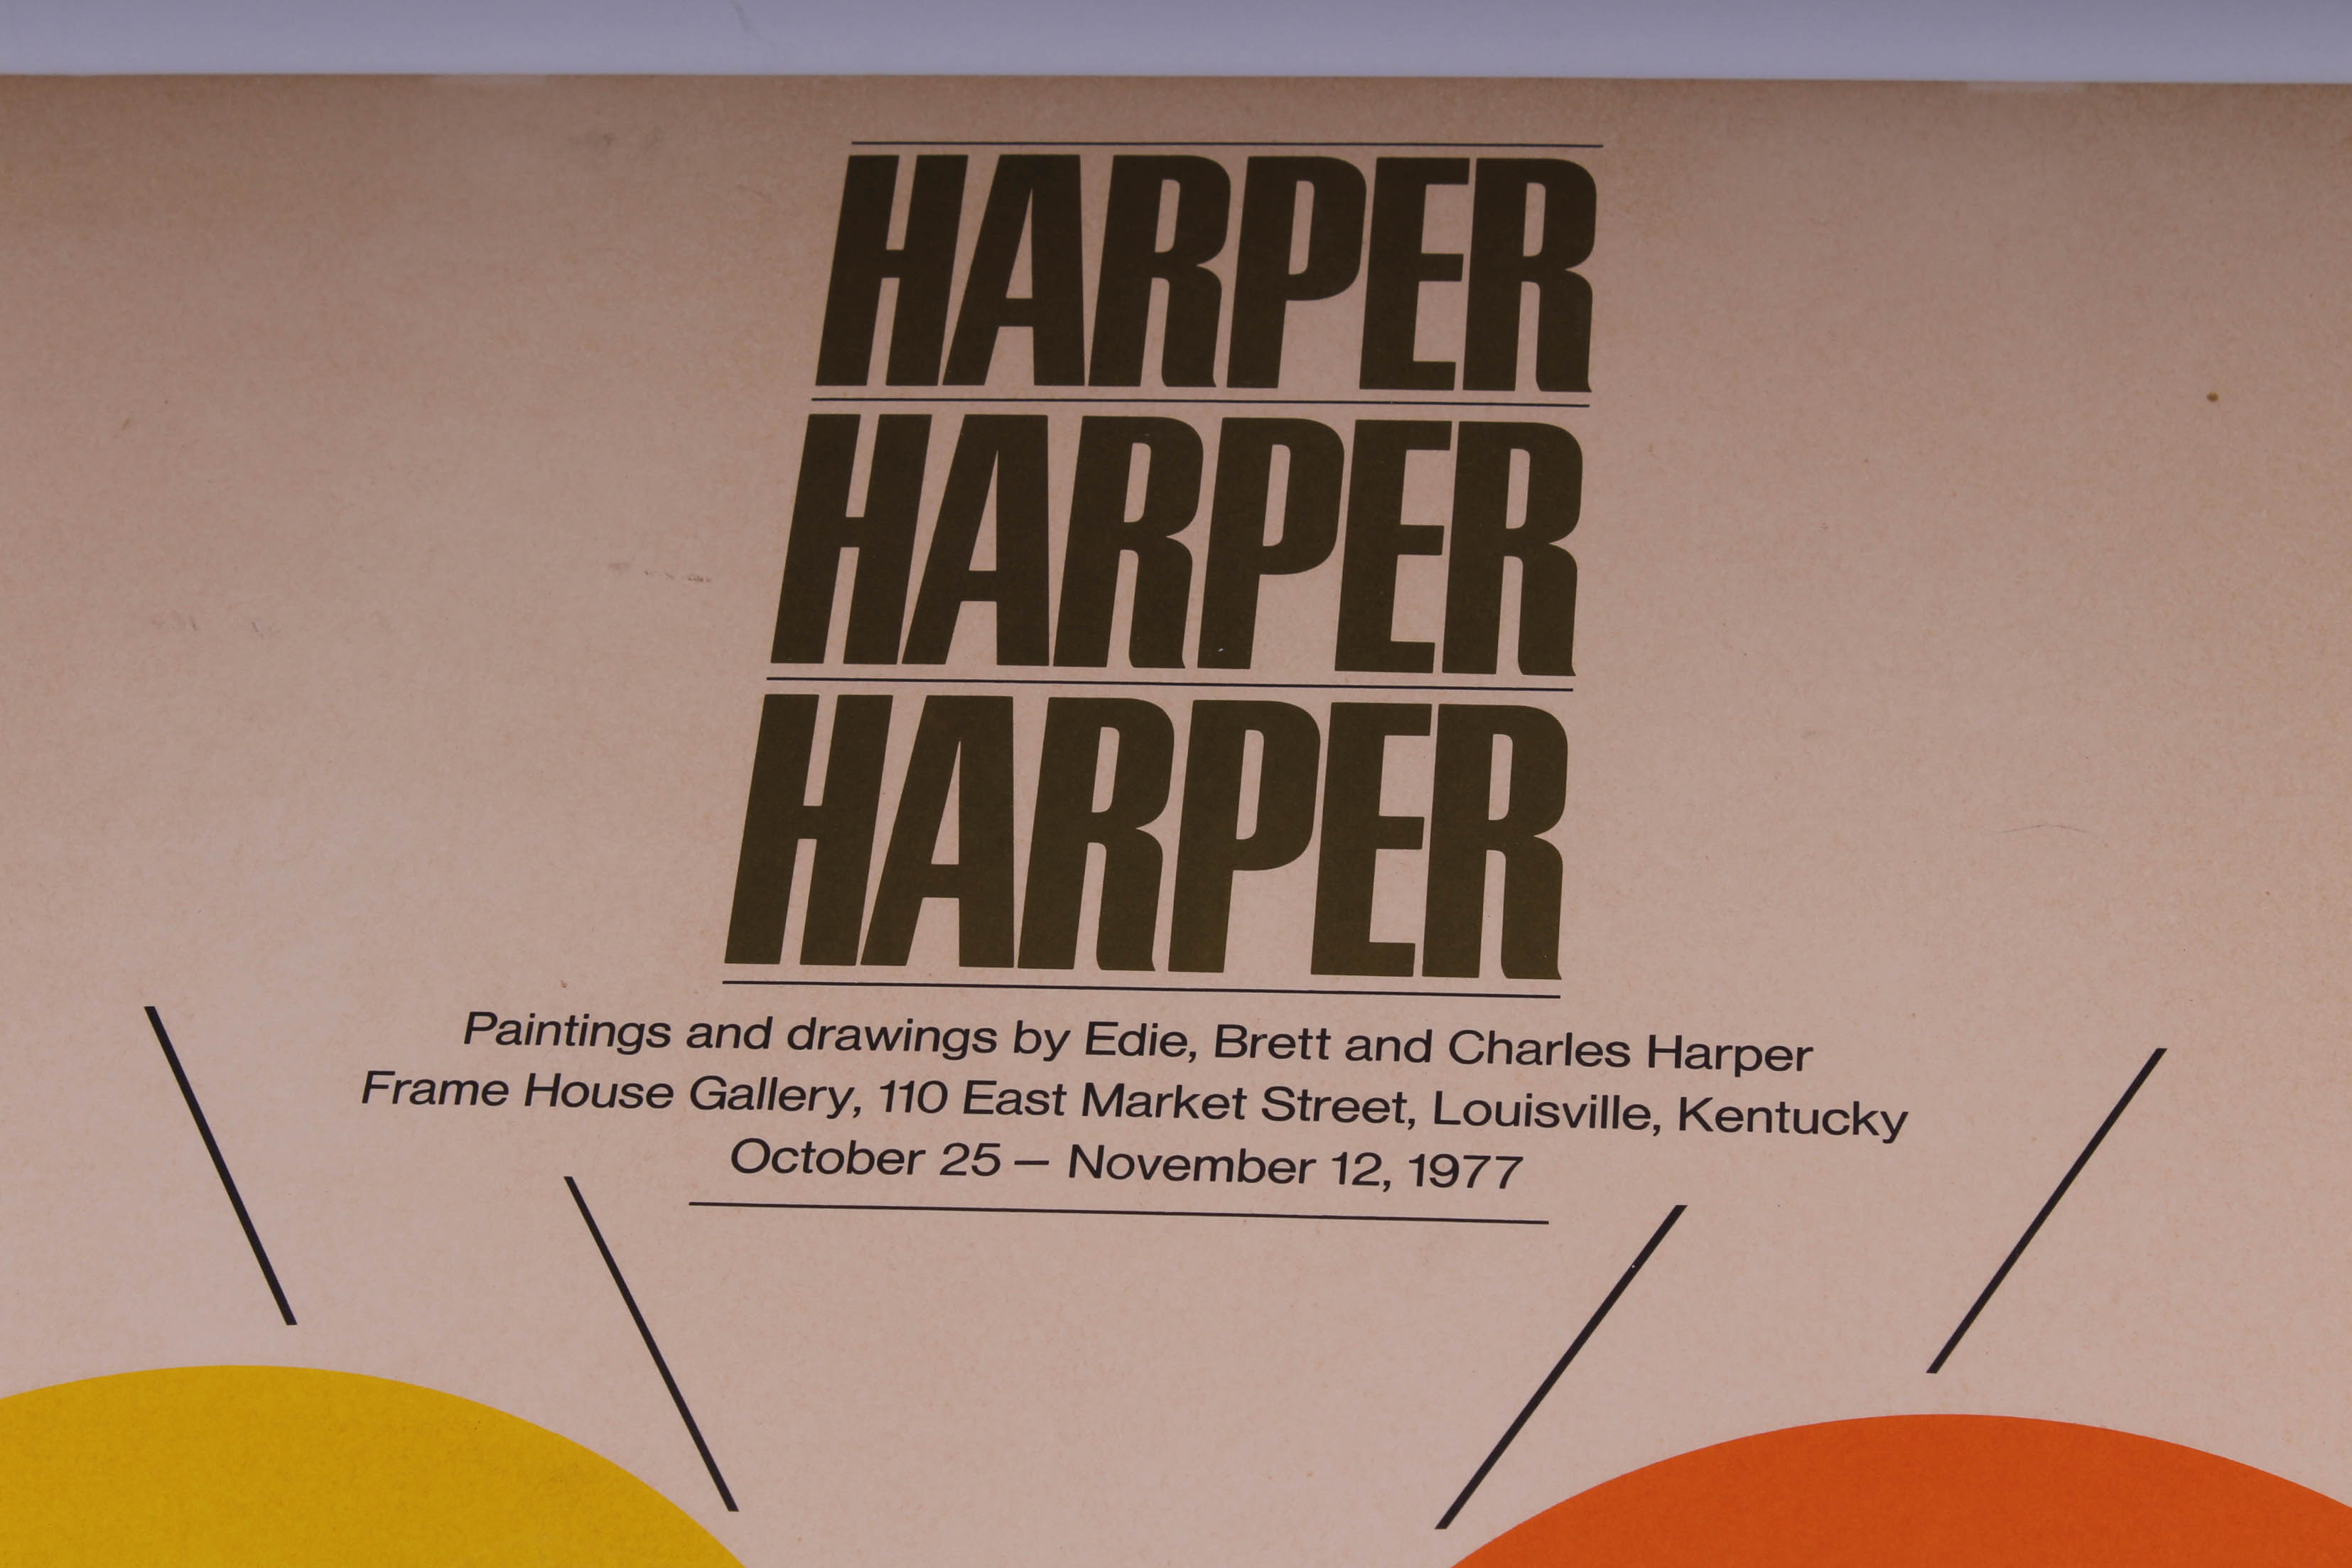 HARPER
HARPER
HARPER
Paintings and drawings by Edie, Brett and Charles Harper
Frame House Gallery, 110 East Market Street, Louisville, Kentucky
October 25 — November 12, 1977